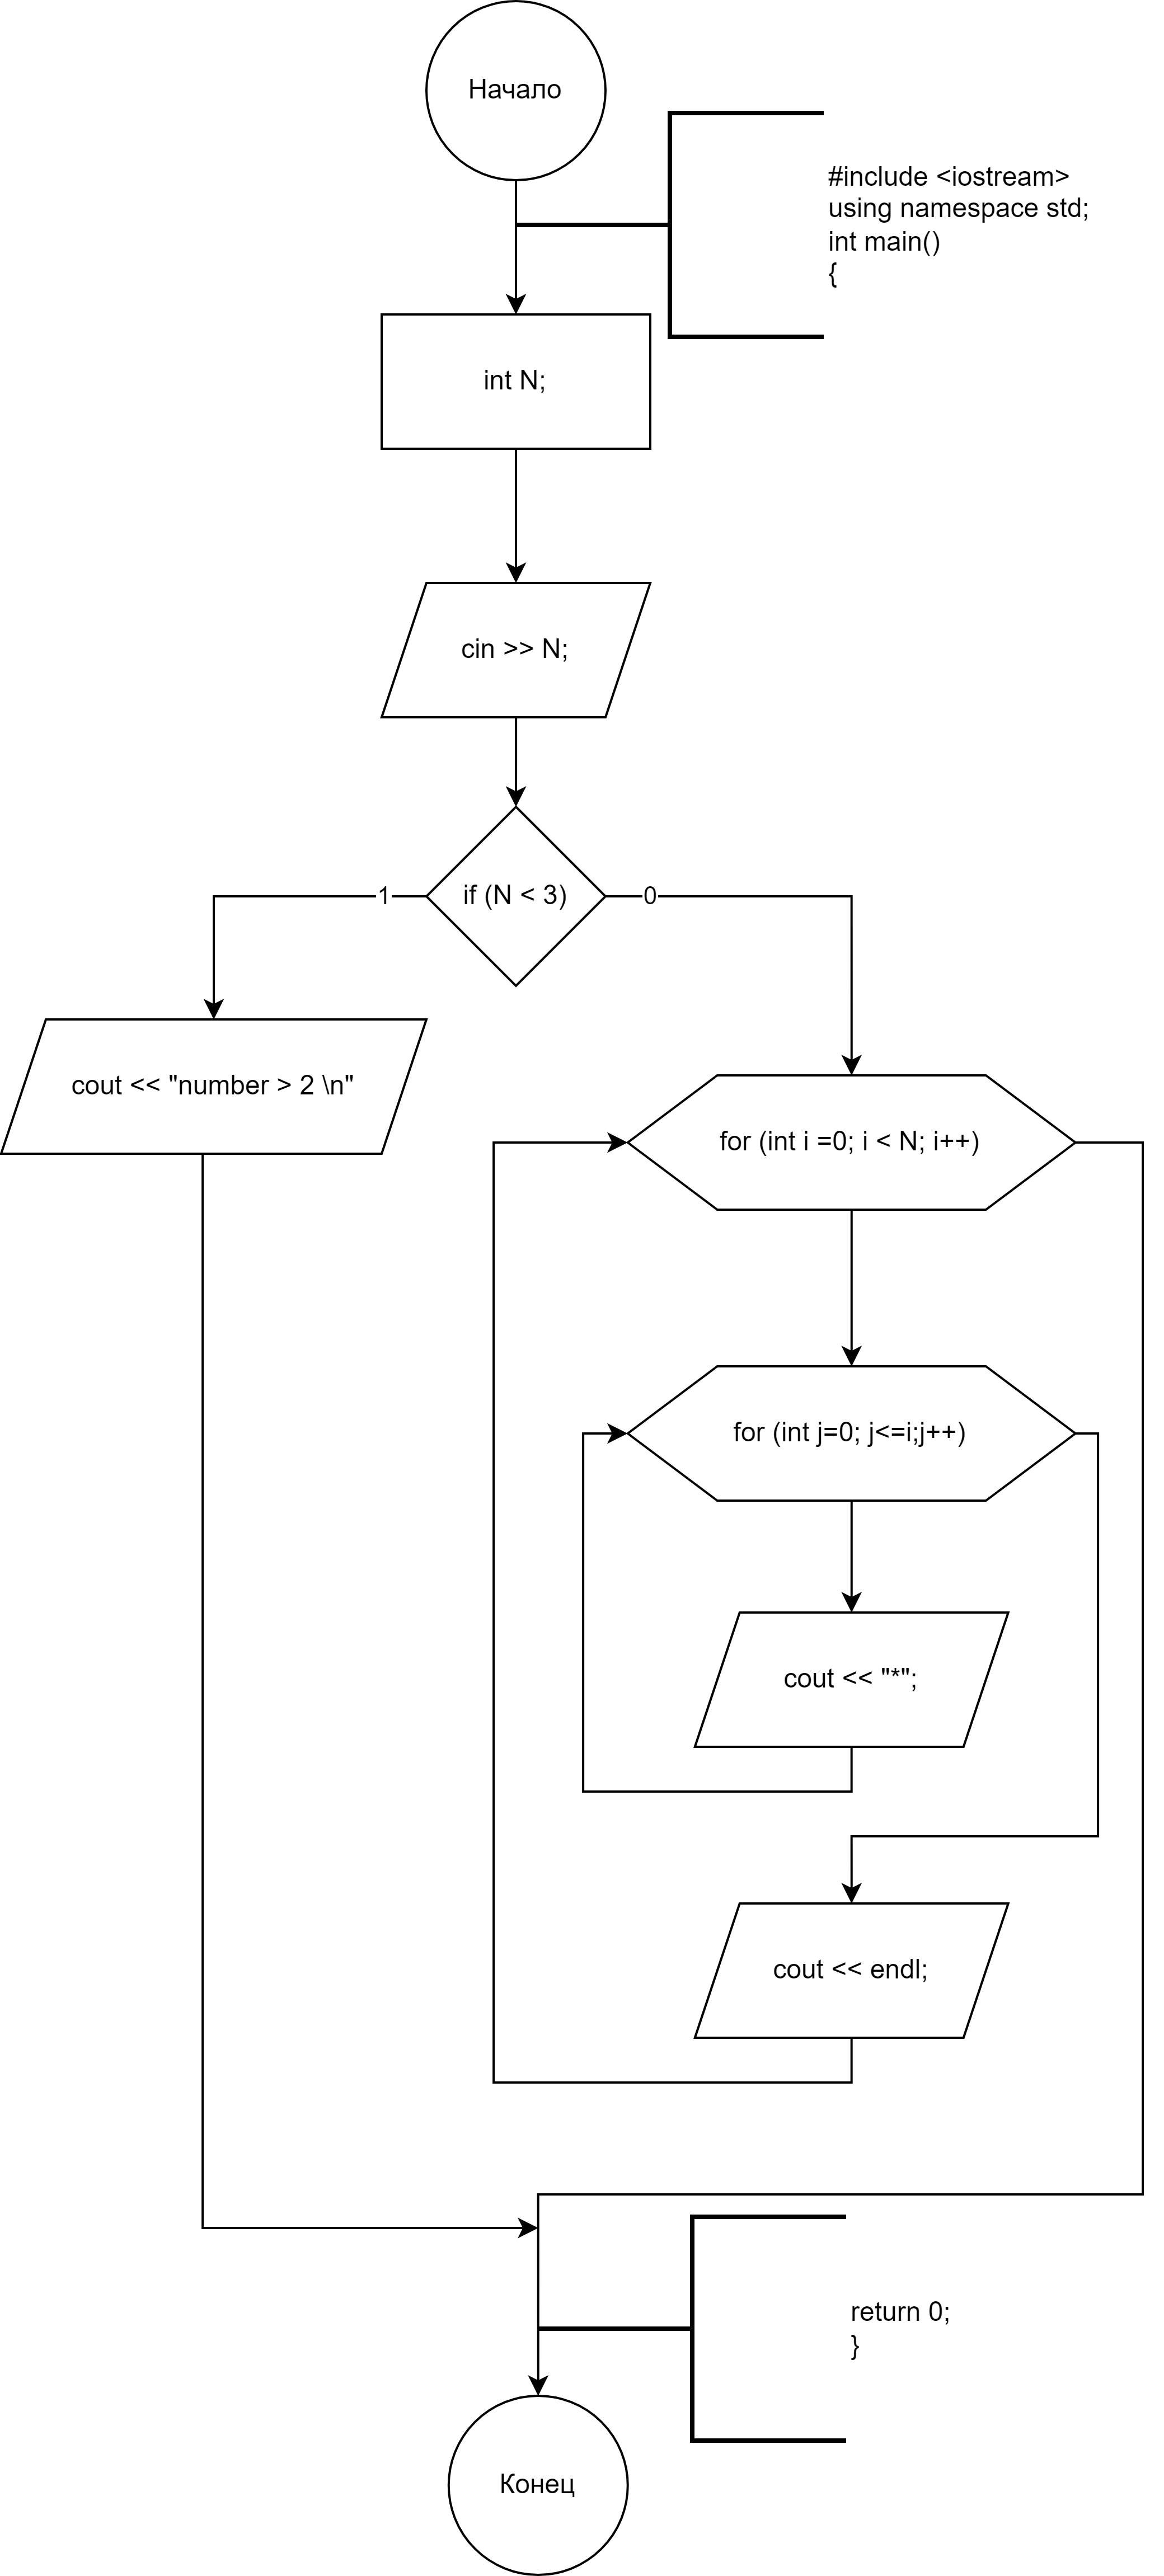 Начало
#include <iostream>
using namespace std;
int main()
{
int N;
cin >> N;
if (N < 3)
1
0
cout << "number > 2 \n"
for (int i =0; i < N; i++)
for (int j=0; j<=i;j++)
cout << "*";
cout << endl;
return 0;
}
Конец